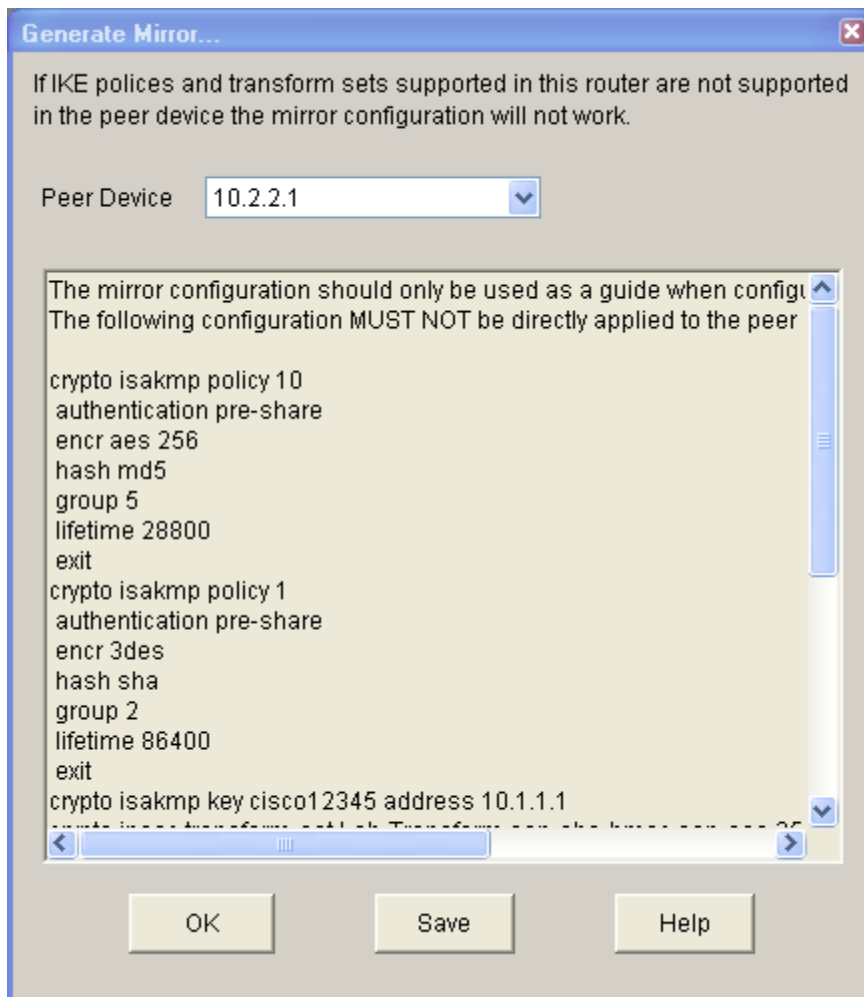 Generate Mirror...
If IKE polices and transform sets supported in this router are not supported
in the peer device the mirror configuration will not work.
Peer Device 10.2.2.1
The mirror configuration should only be used as a guide when configu
The following configuration MUST NOT be directly applied to the peer
crypto isakmp policy 10
authentication pre-share
encr aes 256
hash md5
group 5
lifetime 28800
exit
crypto isakmp policy 1
authentication pre-share
encr 3des
hash sha
group 2
lifetime 86400
exit
crypto isakmp key cisco12345 address 10.1.1.1
OK Save Help